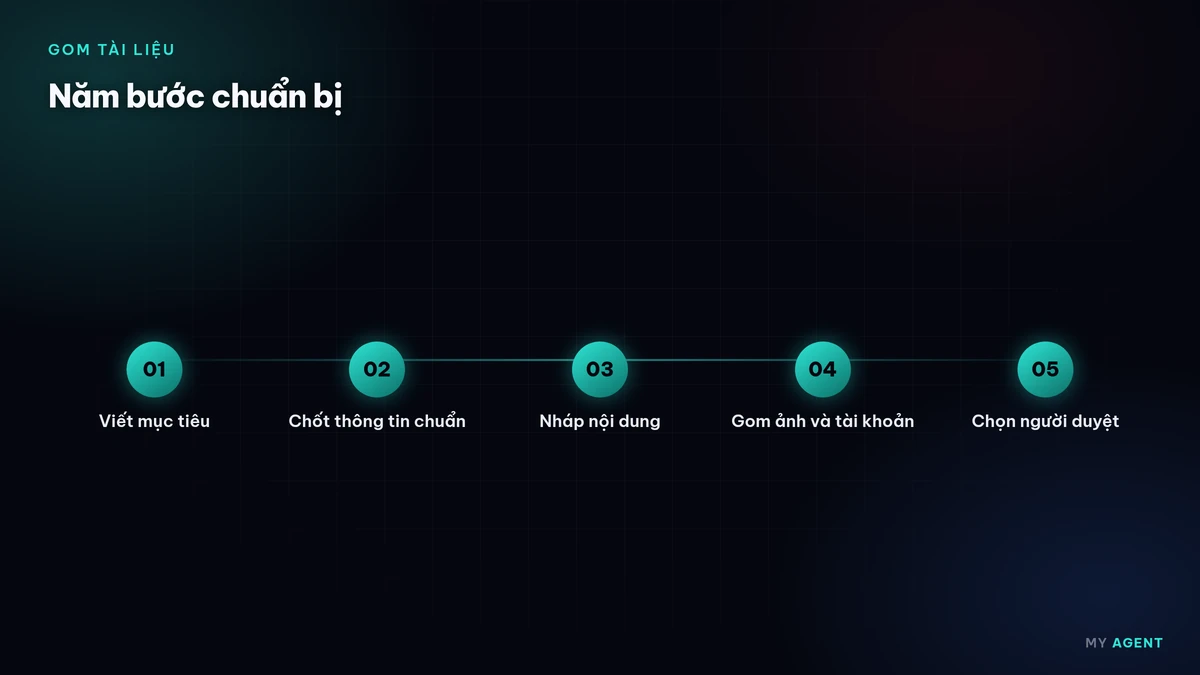 GOM TÀI LIỆU
Năm bước chuẩn bị
01
Viết mục tiêu
02
Chốt thông tin chuẩn
03
Nháp nội dung
04
Gom ảnh và tài khoản
05
Chọn người duyệt
MY AGENT